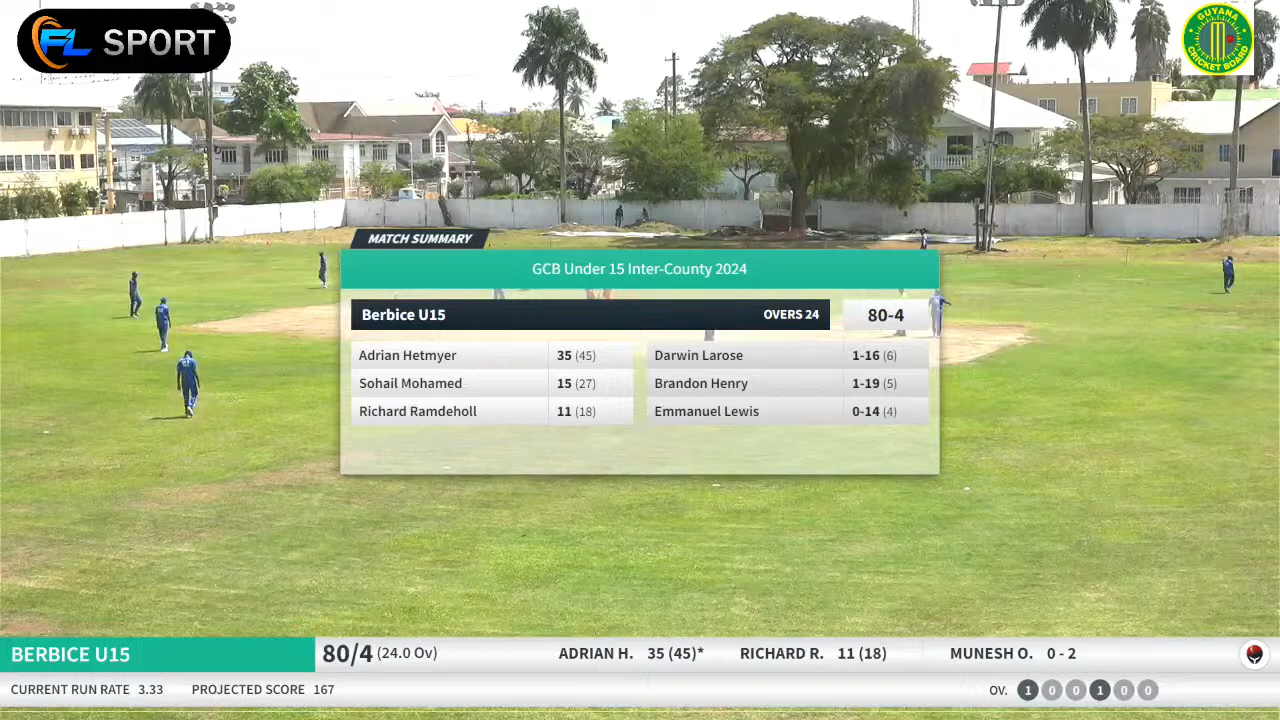 FL SPORT
GUYANA
CRICKET BOARD
MATCH SUMMARY
GCB Under 15 Inter-County 2024
Berbice U15 OVERS 24 80-4
Adrian Hetmyer 35 (45) Darwin Larose 1-16 (6)
Sohail Mohamed 15 (27) Brandon Henry 1-19 (5)
Richard Ramdeholl 11 (18) Emmanuel Lewis 0-14 (4)
BERBICE U15 80/4 (24.0 Ov) ADRIAN H. 35 (45)* RICHARD R. 11 (18) MUNESH O. 0 - 2
CURRENT RUN RATE 3.33 PROJECTED SCORE 167 OV. 1 0 0 1 0 0